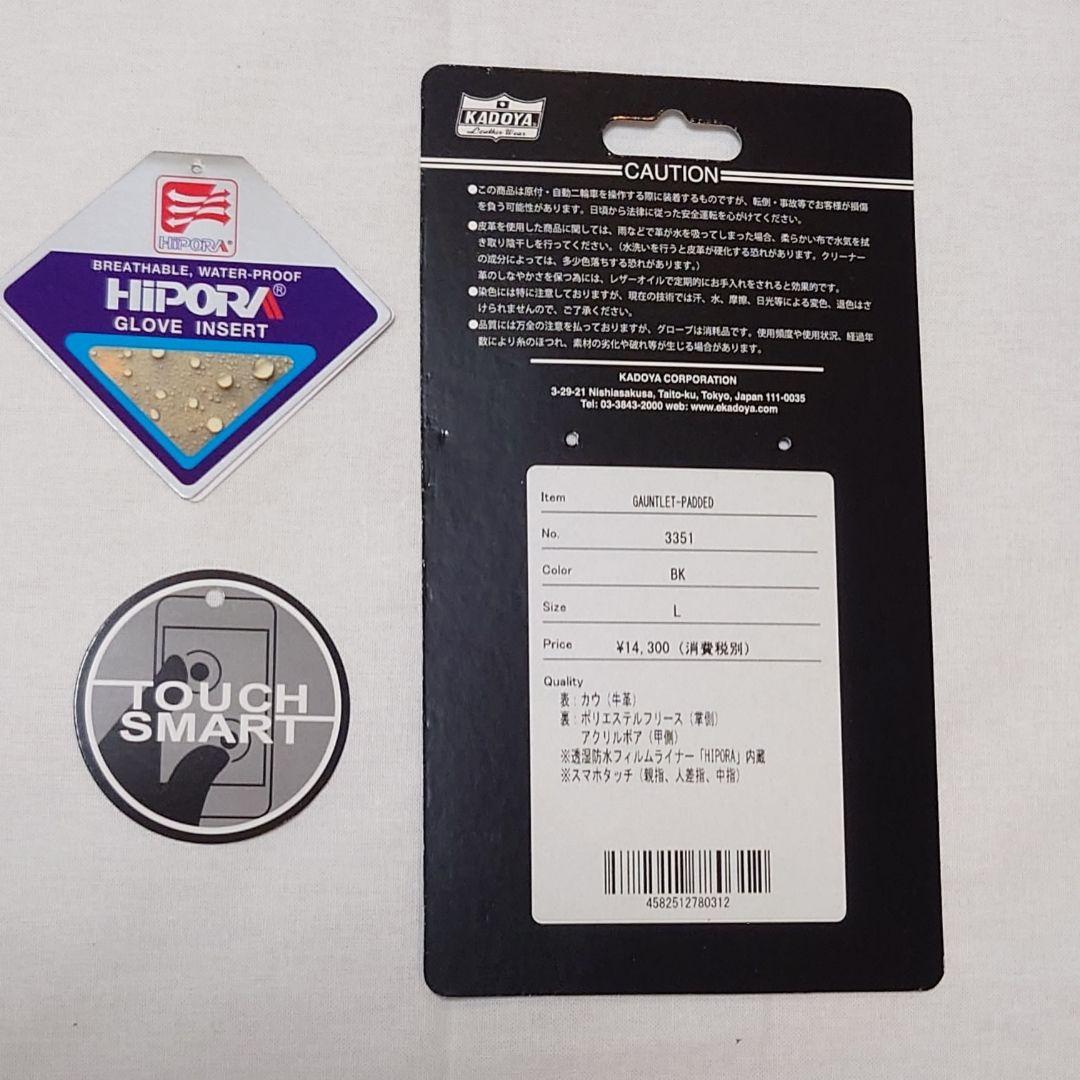 HiPORA®
BREATHABLE, WATER-PROOF
HiPORA®
GLOVE INSERT
TOUCH
SMART
KADOYA
Leather Wear
CAUTION
●この商品は原付・自動二輪車を操作する際に装着するものですが、転倒・事故等でお客様が損傷
を負う可能性があります。日頃から法律に従った安全運転を心がけてください。
●皮革を使用した商品に関しては、雨などで革が水を吸ってしまった場合、柔らかい布で水気を拭
き取り陰干しを行ってください。（水洗いを行うと皮革が硬化する恐れがあります。クリーナー
の成分によっては、多少色落ちする恐れがあります。）
革のしなやかさを保つ為には、レザーオイルで定期的にお手入れをされると効果的です。
●染色には特に注意しておりますが、現在の技術では汗、水、摩擦、日光等による変色、退色はさ
けられませんので、ご了承ください。
●品質には万全の注意を払っておりますが、グローブは消耗品です。使用頻度や使用状況、経過年
数により糸のほつれ、素材の劣化や破れ等が生じる場合があります。
KADOYA CORPORATION
3-29-21 Nishiasakusa, Taito-ku, Tokyo, Japan 111-0035
Tel: 03-3843-2000 web: www.ekadoya.com
Item GAUNTLET-PADDED
No. 3351
Color BK
Size L
Price ¥14,300（消費税別）
Quality
表：カウ（牛革）
裏：ポリエステルフリース（掌側）
アクリルボア（甲側）
※透湿防水フィルムライナー「HIPORA」内蔵
※スマホタッチ（親指、人差指、中指）
4582512780312